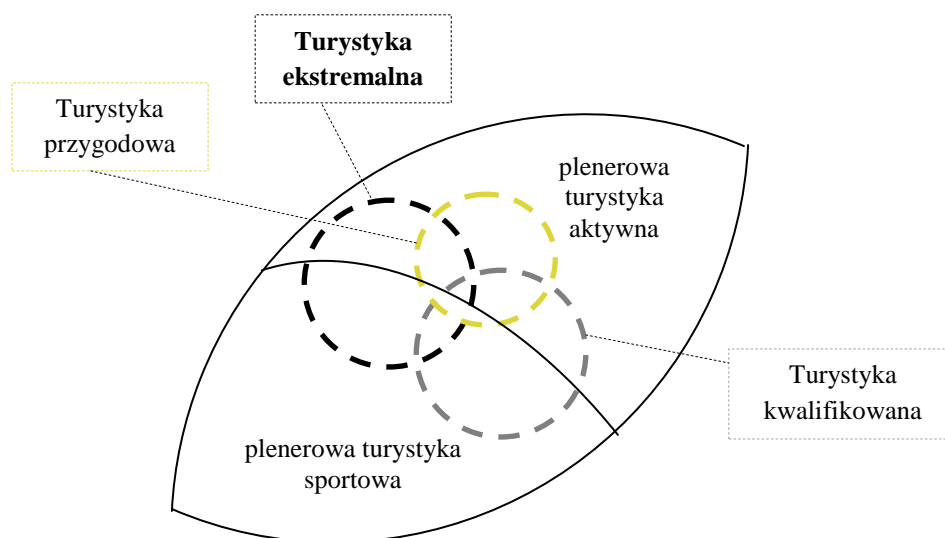 Turystyka
ekstremalna
Turystyka
przygodowa
plenerowa
turystyka
aktywna
Turystyka
kwalifikowana
plenerowa turystyka
sportowa